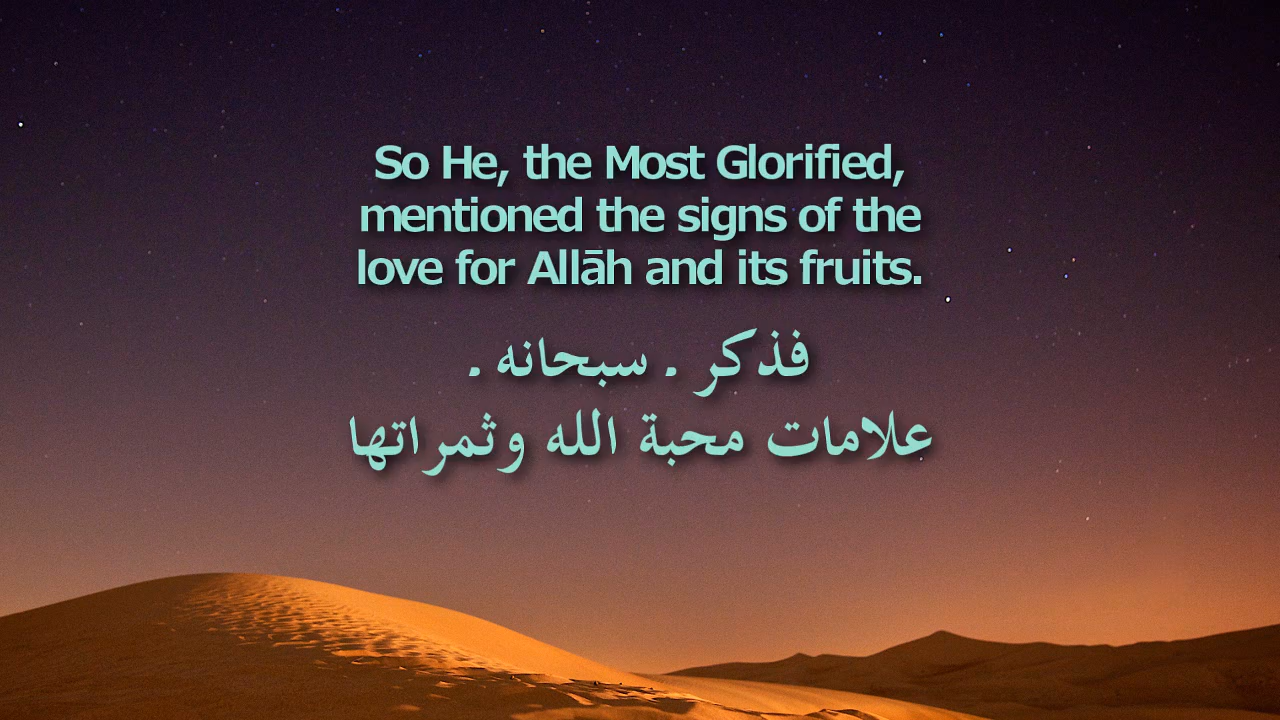 So He, the Most Glorified,
mentioned the signs of the
love for Allāh and its fruits.
فذكر . سبحانه .
علامات محبة الله وثمراتها